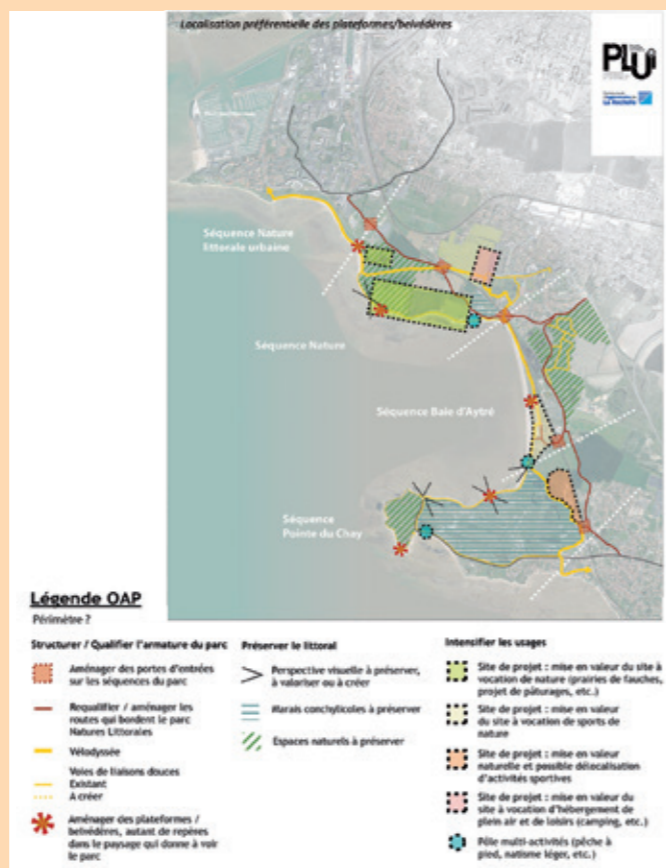 Localisation préférentielle des plateformes/belvédères
PLUi
La Rochelle
Séquence Nature
littorale urbaine
Séquence Nature
Séquence Baie d'Aytré
Séquence
Pointe du Chay
Légende OAP
Périmètre ?
Structurer / Qualifier l'armature du parc
Aménager des portes d'entrées
sur les séquences du parc
Requalifier / aménager les
routes qui bordent le parc
Natures Littorales
Vélodyssée
Voies de liaisons douces
Existant
A créer
Aménager des plateformes /
belvédères, autant de repères
dans le paysage qui donne à voir
le parc
Préserver le littoral
Perspective visuelle à préserver,
à valoriser ou à créer
Marais conchylicoles à préserver
Espaces naturels à préserver
Intensifier les usages
Site de projet : mise en valeur du site à
vocation de nature (prairies de fauches,
projet de pâturages, etc.)
Site de projet : mise en valeur
du site à vocation de sports de
nature
Site de projet : mise en valeur
naturelle et possible délocalisation
d'activités sportives
Site de projet : mise en valeur du
site à vocation d'hébergement de
plein air et de loisirs (camping, etc.)
Pôle multi-activités (pêche à
pied, natisme léger, etc.)